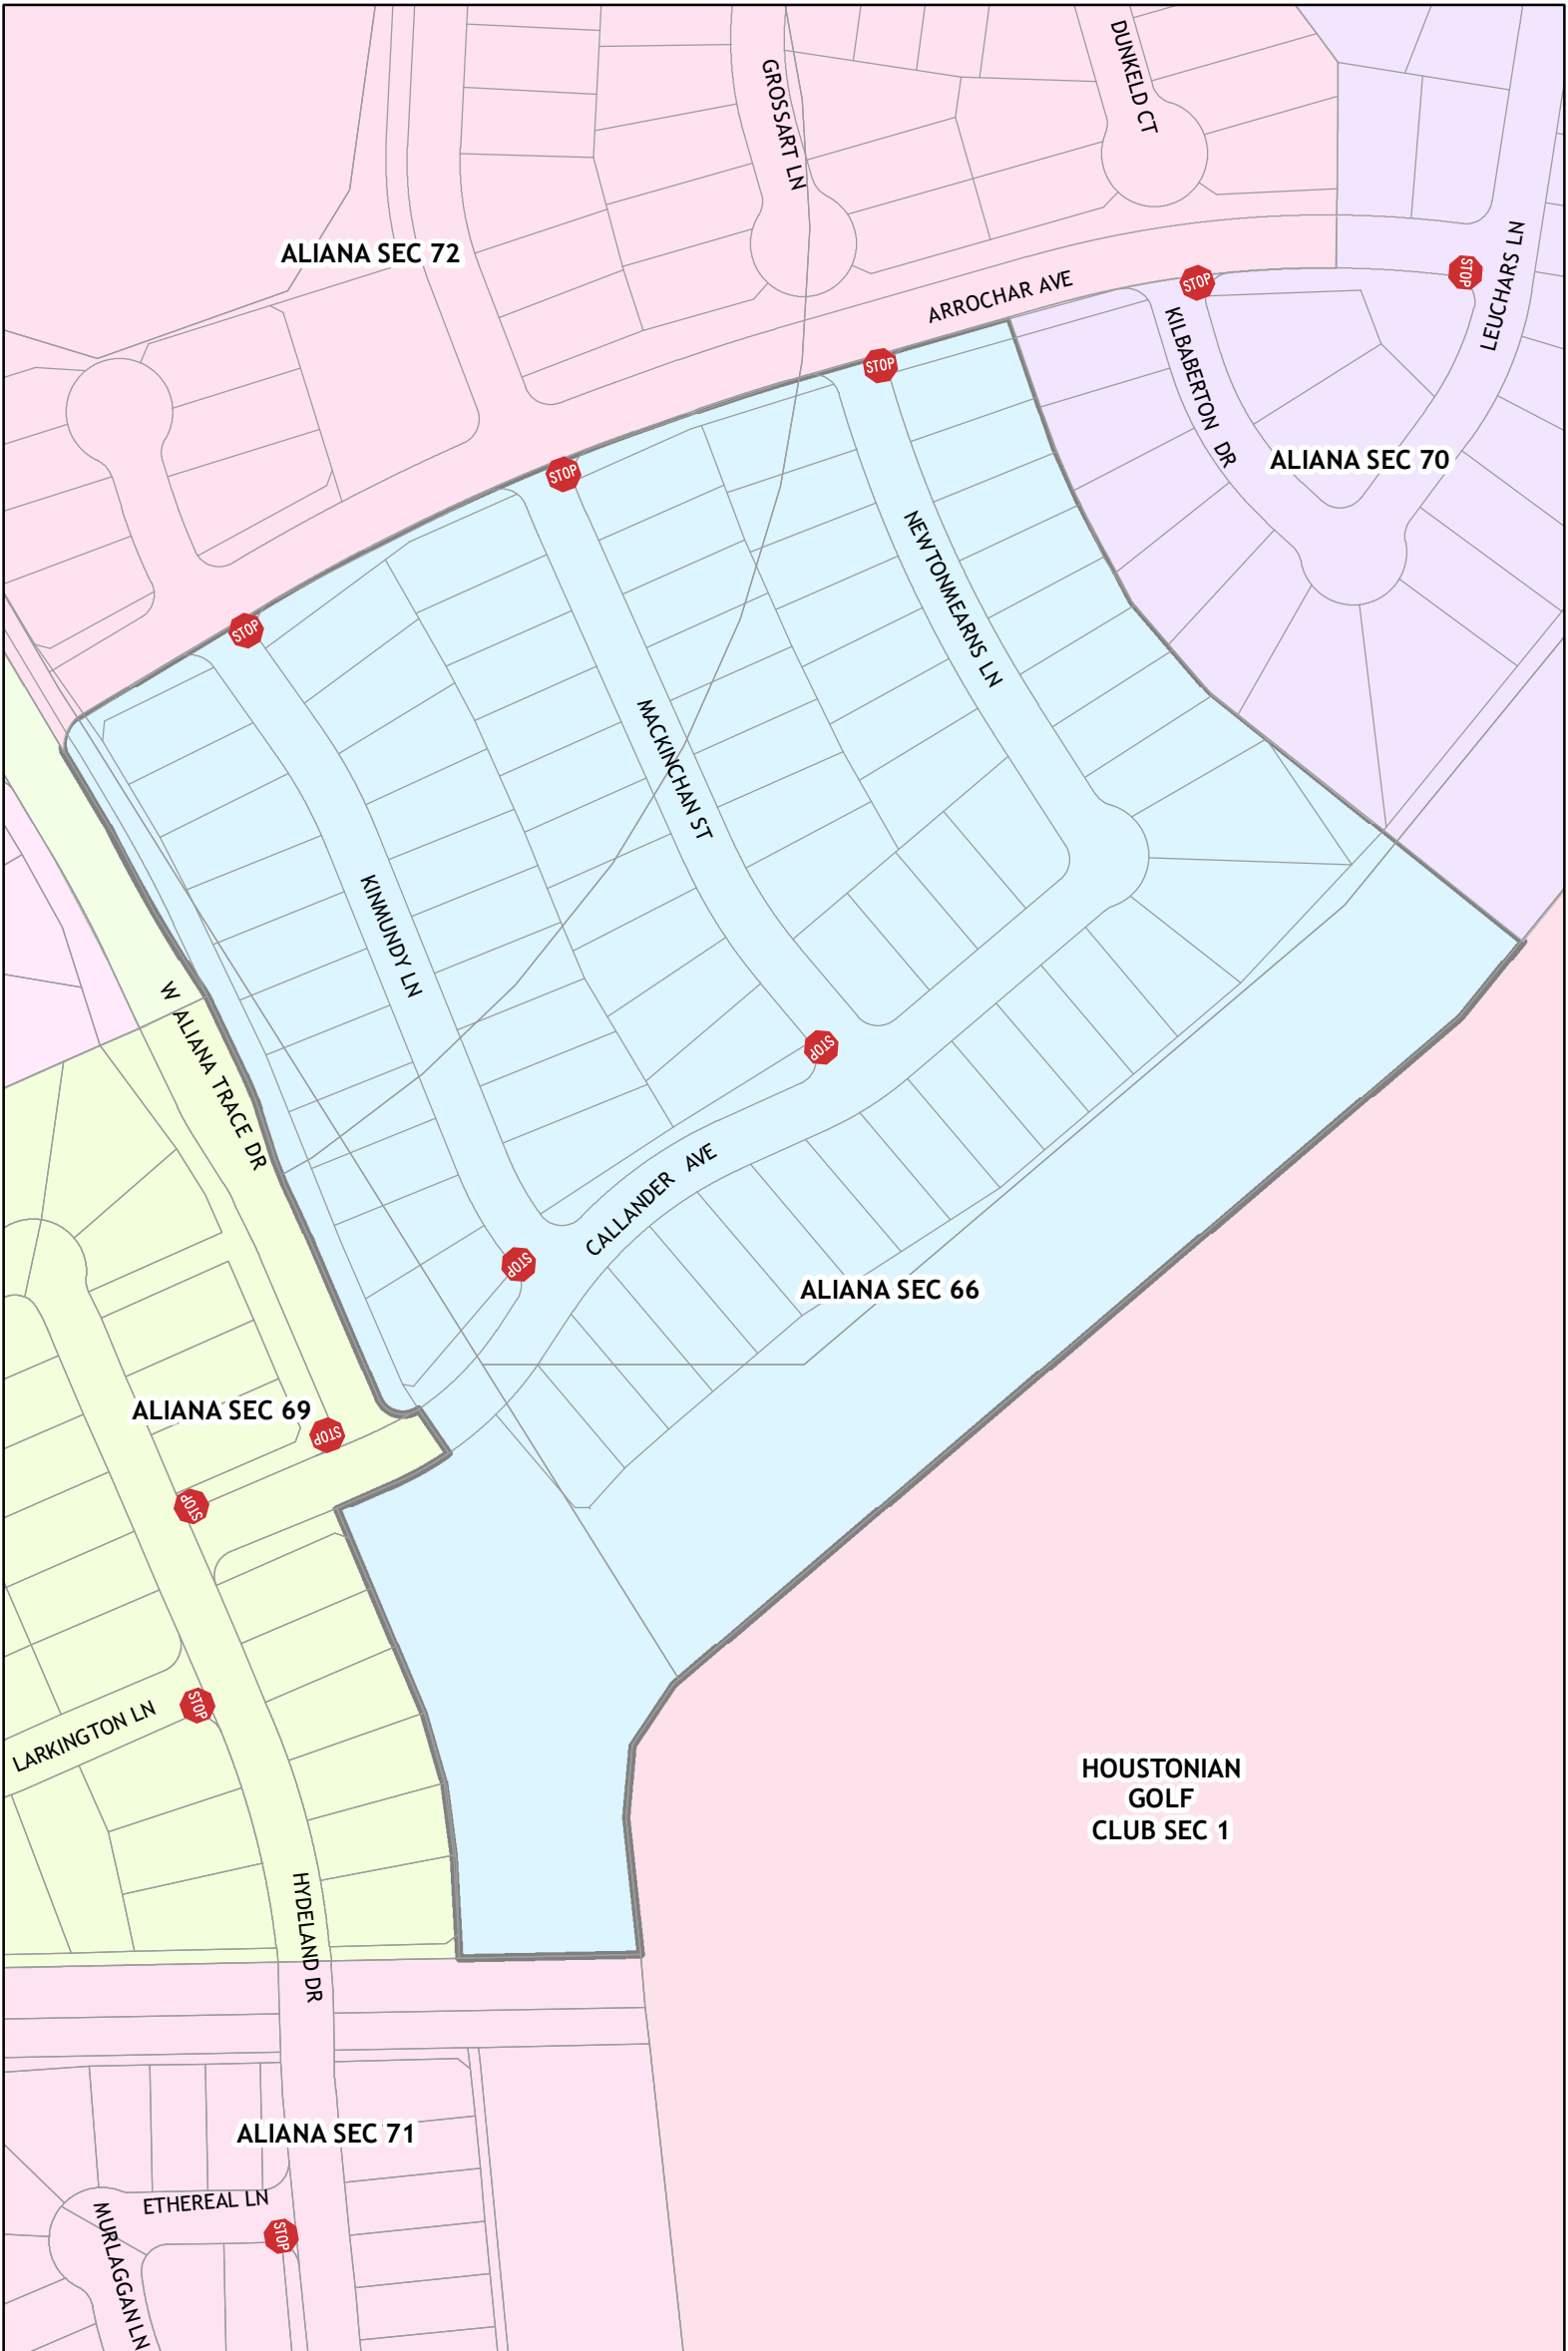 DUNKELD CT
GROSSART LN
ALIANA SEC 72
LEUCHARS LN
STOP
STOP
ARROCHAR AVE
KILBABERTON DR
STOP
ALIANA SEC 70
STOP
NEWTONMEARNS LN
STOP
MACKINCHAN ST
KINMUNDY LN
W ALIANA TRACE DR
STOP
CALLANDER AVE
STOP
ALIANA SEC 66
ALIANA SEC 69
STOP
STOP
STOP
LARKINGTON LN
HOUSTONIAN
GOLF
CLUB SEC 1
HYDELAND DR
ALIANA SEC 71
ETHEREAL LN
STOP
MURLAGGAN LN